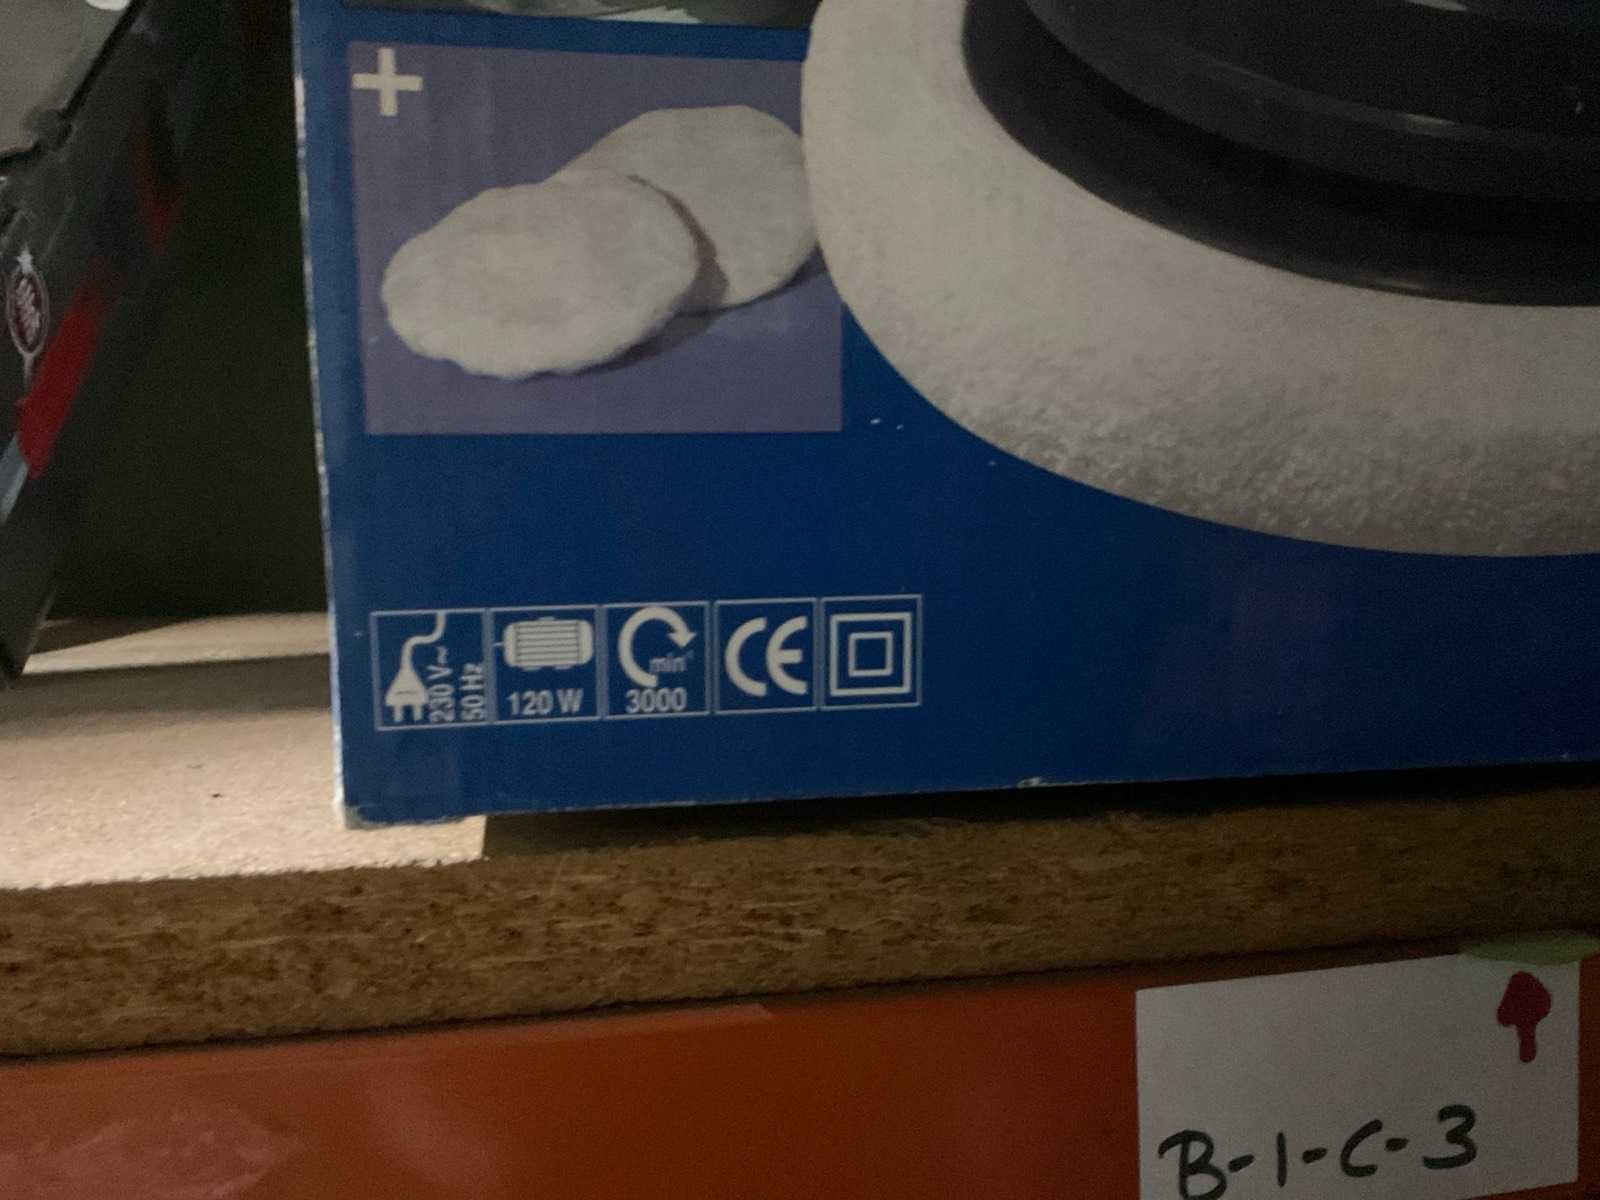 230 V~
50 Hz
120 W
min⁻¹
3000
CE
B-1-C-3